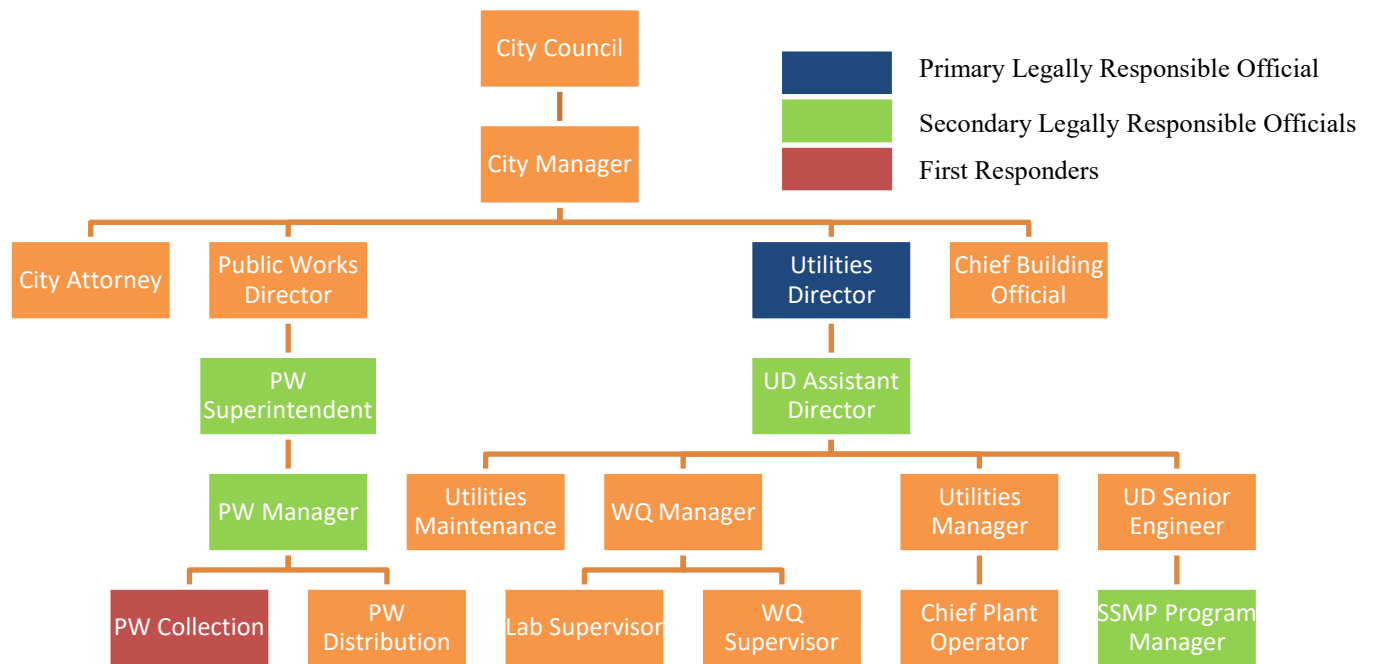 City Council
Primary Legally Responsible Official
Secondary Legally Responsible Officials
First Responders
City Manager
City Attorney
Public Works
Director
Utilities
Director
Chief Building
Official
PW
Superintendent
UD Assistant
Director
PW Manager
Utilities
Maintenance
WQ Manager
Utilities
Manager
UD Senior
Engineer
PW Collection
PW
Distribution
Lab Supervisor
WQ
Supervisor
Chief Plant
Operator
SSMP Program
Manager